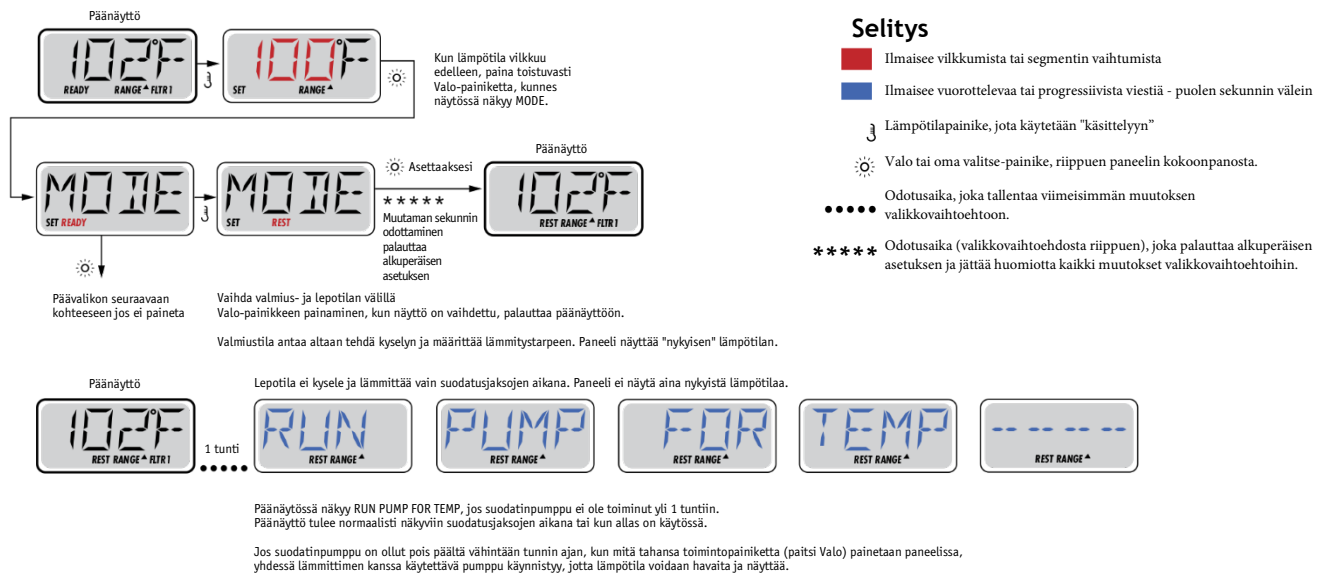 Päänäyttö
102°F
READY RANGE FLTR1
100°F
SET RANGE
Kun lämpötila vilkkuu
edelleen, paina toistuvasti
Valo-painiketta, kunnes
näytössä näkyy MODE.
Selitys
Ilmaisee vilkkumista tai segmentin vaihtumista
Ilmaisee vuorottelevaa tai progressiivista viestiä - puolen sekunnin välein
Lämpötilapainike, jota käytetään "käsittelyyn”
Valo tai oma valitse-painike, riippuen paneelin kokoonpanosta.
Odotusaika, joka tallentaa viimeisimmän muutoksen
valikkovaihtoehtoon.
***** Odotusaika (valikkovaihtoehdosta riippuen), joka palauttaa alkuperäisen
asetuksen ja jättää huomiotta kaikki muutokset valikkovaihtoehtoihin.
MODE
SET READY
MODE
SET REST
Asettaaksesi
*****
Muutaman sekunnin
odottaminen
palauttaa
alkuperäisen
asetuksen
Päänäyttö
102°F
REST RANGE FLTR1
Päävalikon seuraavaan
kohteeseen jos ei paineta
Vaihda valmius- ja lepotilan välillä
Valo-painikkeen painaminen, kun näyttö on vaihdettu, palauttaa päänäyttöön.
Valmiustila antaa altaan tehdä kyselyn ja määrittää lämmitystarpeen. Paneeli näyttää "nykyisen" lämpötilan.
Päänäyttö
Lepotila ei kysele ja lämmittää vain suodatusjaksojen aikana. Paneeli ei näytä aina nykyistä lämpötilaa.
102°F
REST RANGE FLTR1
1 tunti
RUN
REST RANGE
PUMP
REST RANGE
FOR
REST RANGE
TEMP
REST RANGE
-- -- -- --
REST RANGE
Päänäytössä näkyy RUN PUMP FOR TEMP, jos suodatinpumppu ei ole toiminut yli 1 tuntiin.
Päänäyttö tulee normaalisti näkyviin suodatusjaksojen aikana tai kun allas on käytössä.
Jos suodatinpumppu on ollut pois päältä vähintään tunnin ajan, kun mitä tahansa toimintopainiketta (paitsi Valo) painetaan paneelissa,
yhdessä lämmittimen kanssa käytettävä pumppu käynnistyy, jotta lämpötila voidaan havaita ja näyttää.